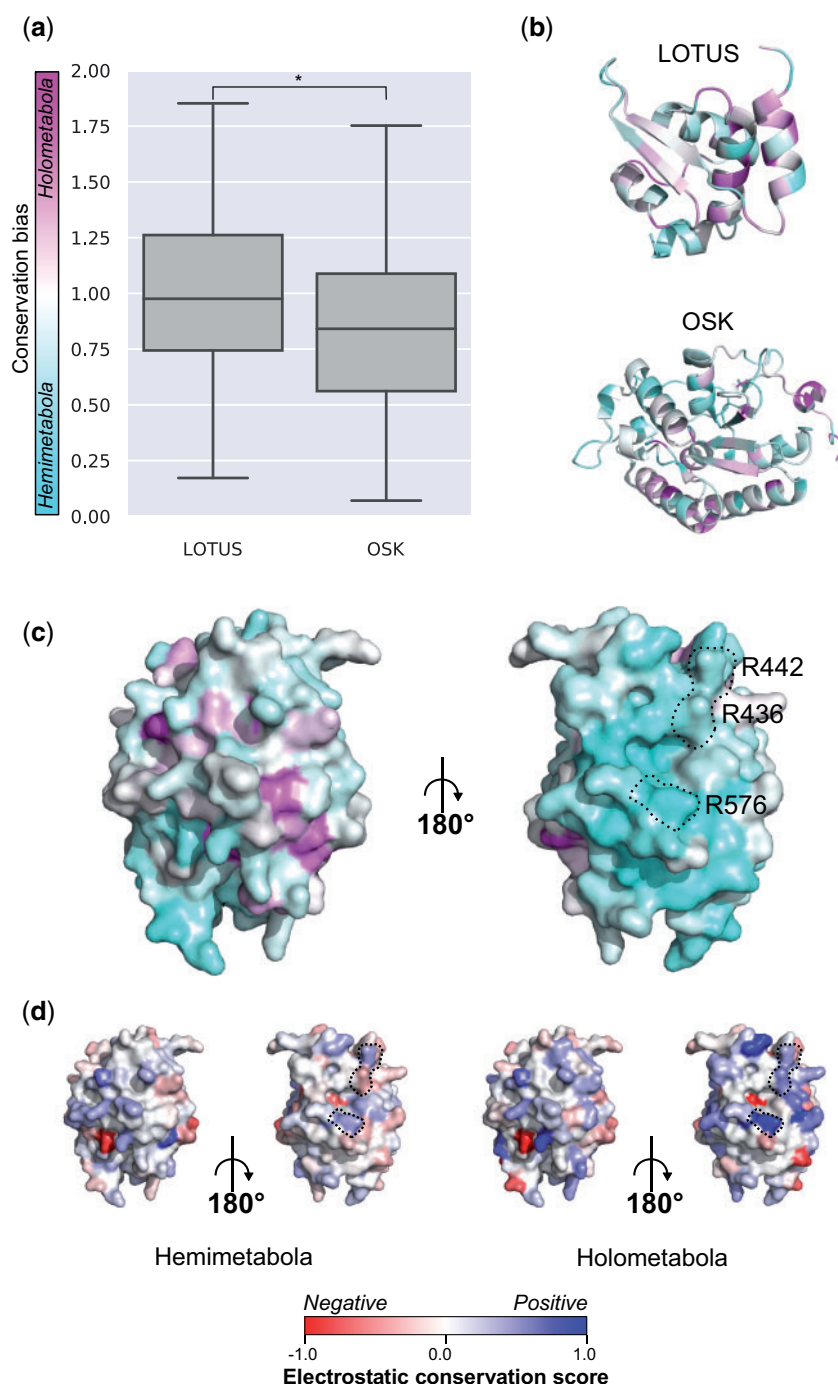 (a)
(b)
Conservation bias
Holometabola
Hemimetabola
2.00
1.75
1.50
1.25
1.00
0.75
0.50
0.25
0.00
*
LOTUS
OSK
LOTUS
OSK
(c)
180°
R442
R436
R576
(d)
180°
180°
Hemimetabola
Holometabola
Negative
Positive
-1.0
0.0
1.0
Electrostatic conservation score